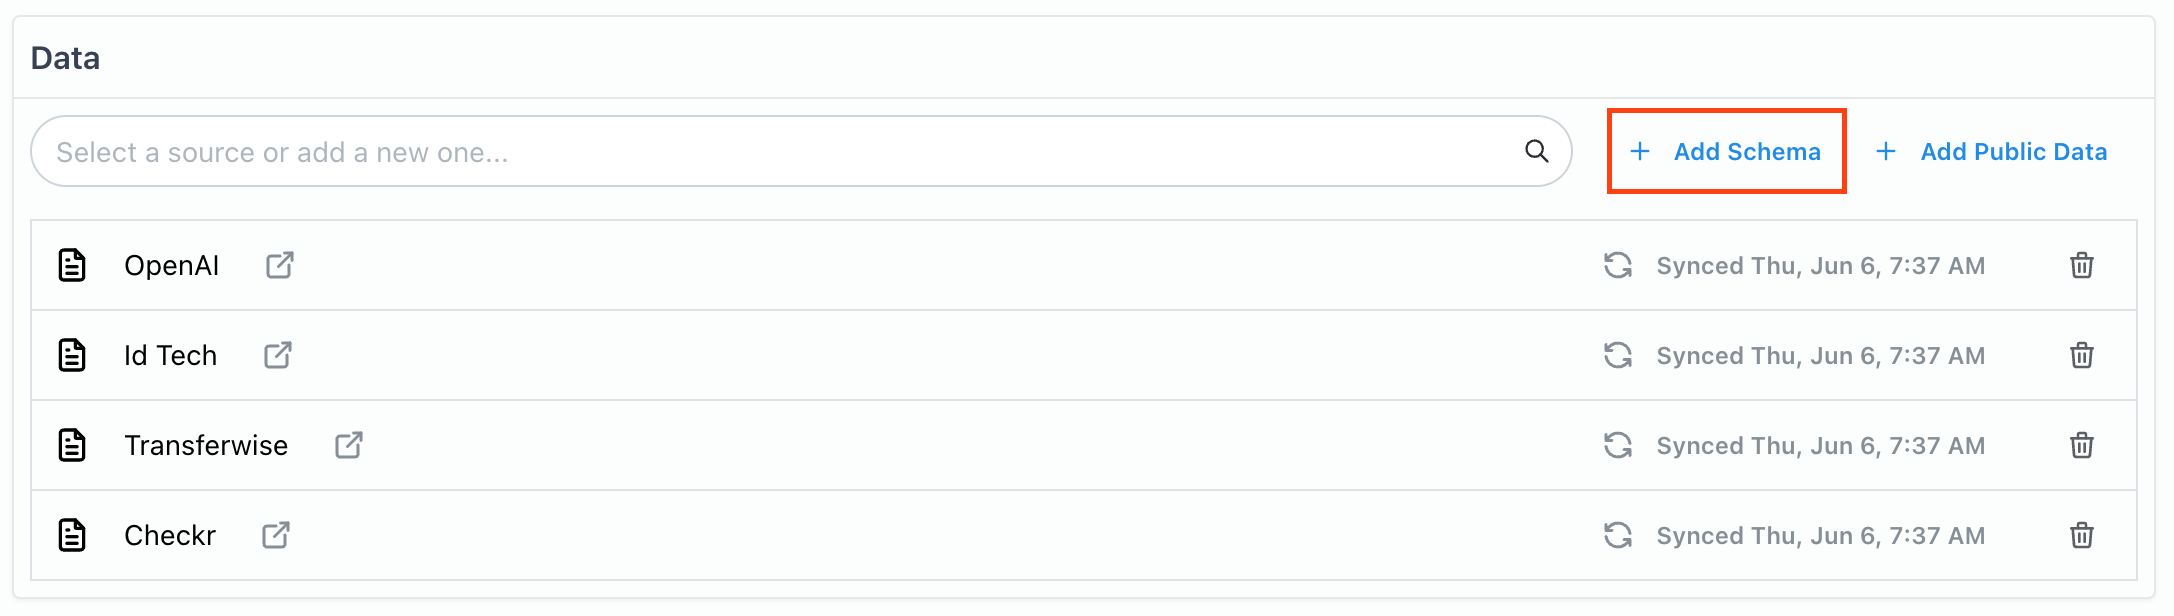 Data
Select a source or add a new one...
+ Add Schema
+ Add Public Data
OpenAI Synced Thu, Jun 6, 7:37 AM
Id Tech Synced Thu, Jun 6, 7:37 AM
Transferwise Synced Thu, Jun 6, 7:37 AM
Checkr Synced Thu, Jun 6, 7:37 AM